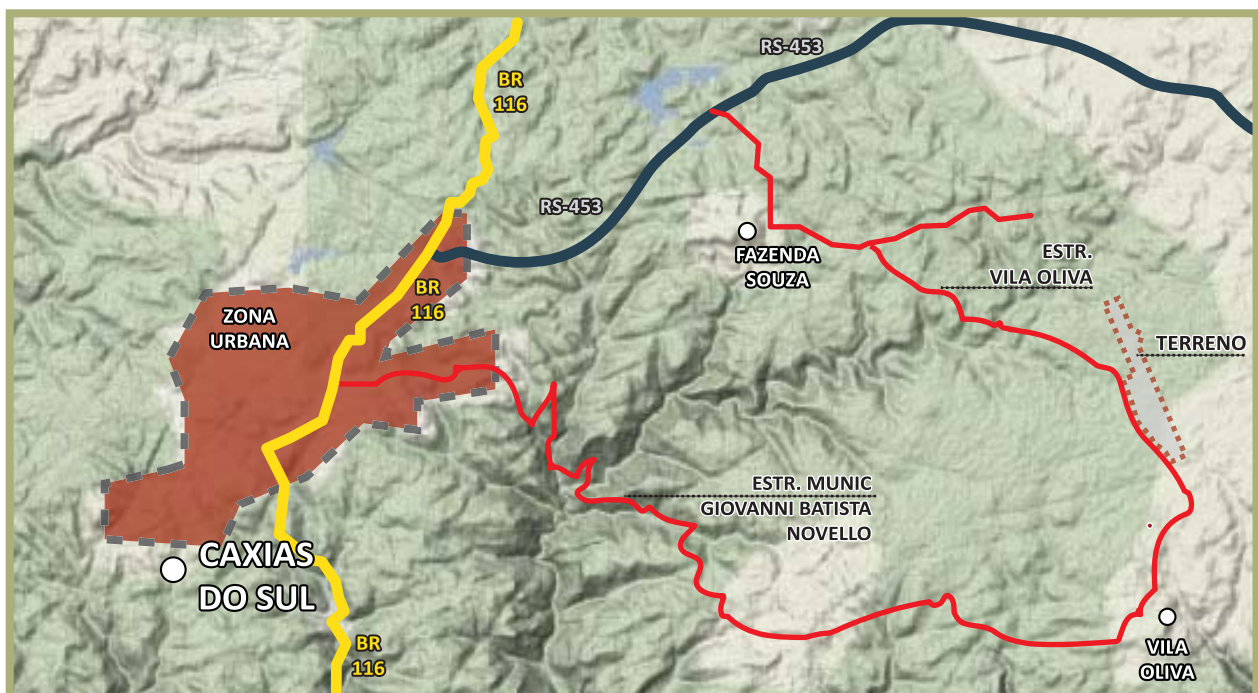 RS-453
BR
116
RS-453
FAZENDA
SOUZA
ESTR.
VILA OLIVA
BR
116
ZONA
URBANA
TERRENO
ESTR. MUNIC
GIOVANNI BATISTA
NOVELLO
CAXIAS
DO SUL
BR
116
VILA
OLIVA